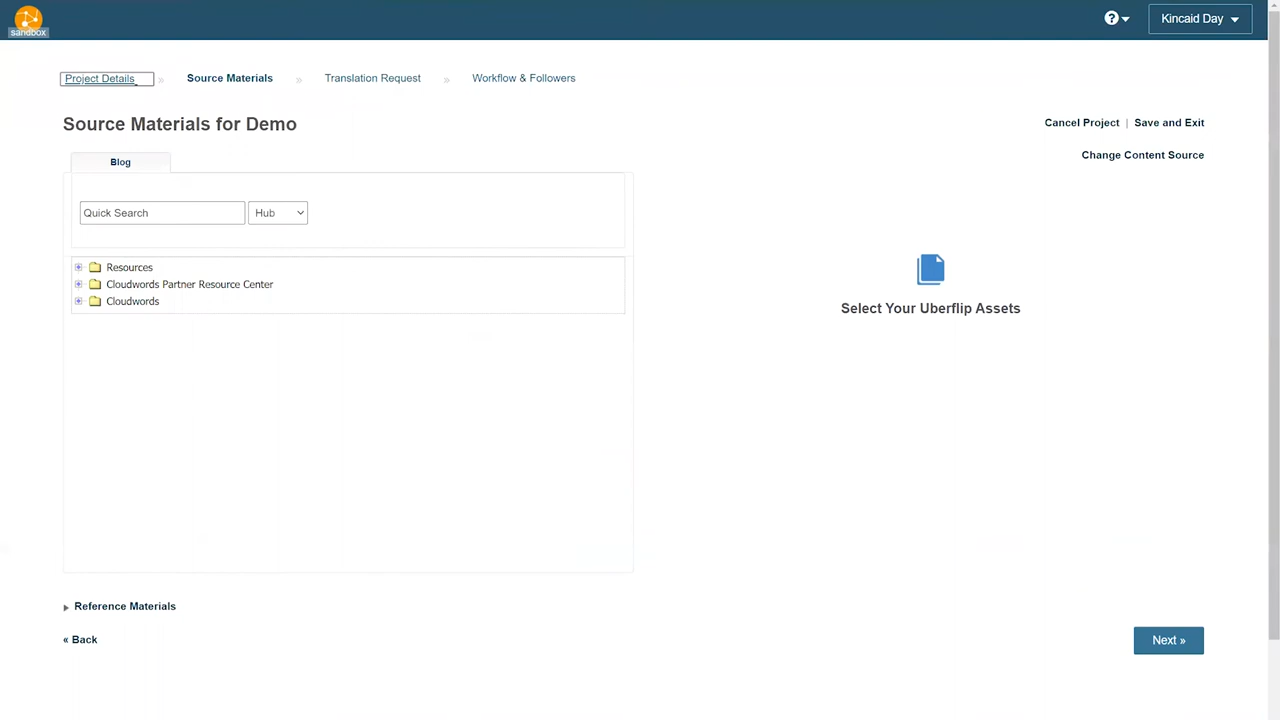 sandbox
?
Kincaid Day
Project Details » Source Materials » Translation Request » Workflow & Followers
Source Materials for Demo
Cancel Project | Save and Exit
Blog
Change Content Source
Quick Search
Hub
Resources
Cloudwords Partner Resource Center
Cloudwords
Select Your Uberflip Assets
Reference Materials
« Back
Next »